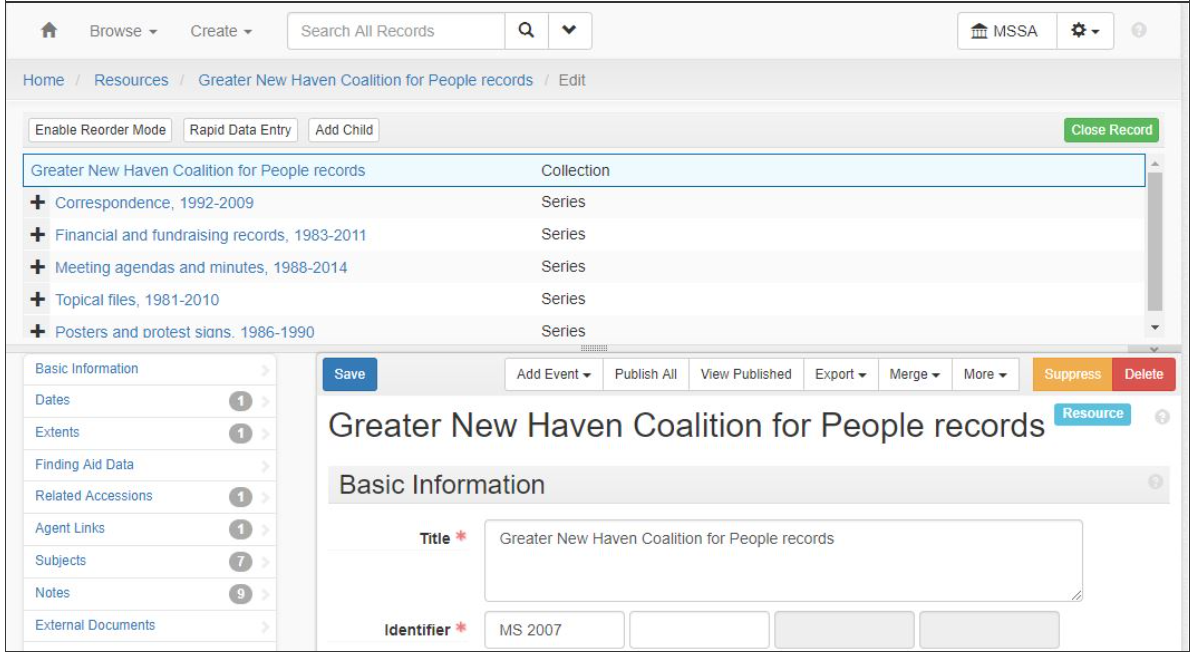 Browse Create Search All Records MSSA
Home / Resources / Greater New Haven Coalition for People records / Edit
Enable Reorder Mode Rapid Data Entry Add Child Close Record
Greater New Haven Coalition for People records Collection
+ Correspondence, 1992-2009 Series
+ Financial and fundraising records, 1983-2011 Series
+ Meeting agendas and minutes, 1988-2014 Series
+ Topical files, 1981-2010 Series
+ Posters and protest signs, 1986-1990 Series
Basic Information
Dates 1
Extents 1
Finding Aid Data
Related Accessions 1
Agent Links 1
Subjects 7
Notes 9
External Documents
Save Add Event Publish All View Published Export Merge More Suppress Delete
Greater New Haven Coalition for People records Resource
Basic Information
Title * Greater New Haven Coalition for People records
Identifier * MS 2007